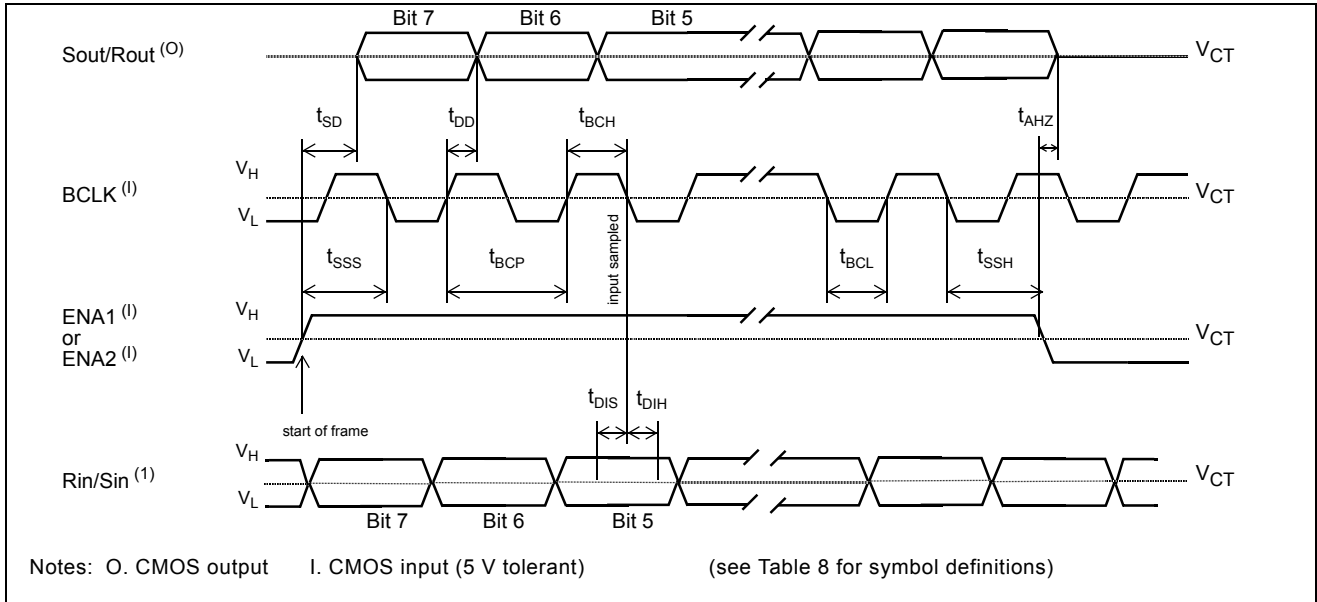 Bit 7 Bit 6 Bit 5
Sout/Rout (O) VCT
tSD tDD tBCH tAHZ
VH
BCLK (I) VCT
VL
tSSS tBCP input sampled tBCL tSSH
ENA1 (I) VH
or VCT
ENA2 (I) VL
tDIS tDIH
start of frame
VH
Rin/Sin (1) VCT
VL
Bit 7 Bit 6 Bit 5
Notes: O. CMOS output I. CMOS input (5 V tolerant) (see Table 8 for symbol definitions)